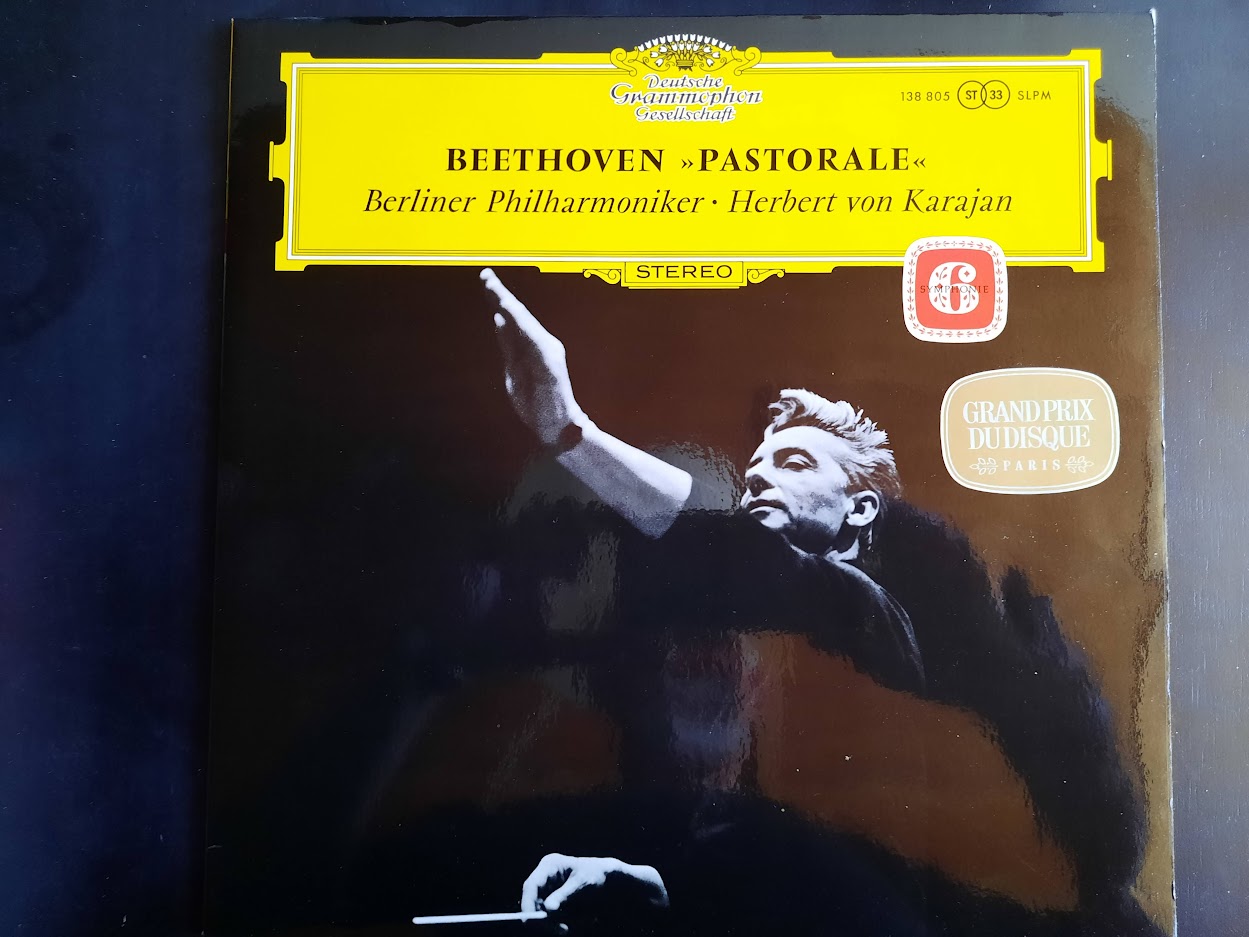 Deutsche
Grammophon
Gesellschaft
138 805 ST 33 SLPM
BEETHOVEN »PASTORALE«
Berliner Philharmoniker · Herbert von Karajan
STEREO
6
SYMPHONIE
GRAND PRIX
DU DISQUE
PARIS